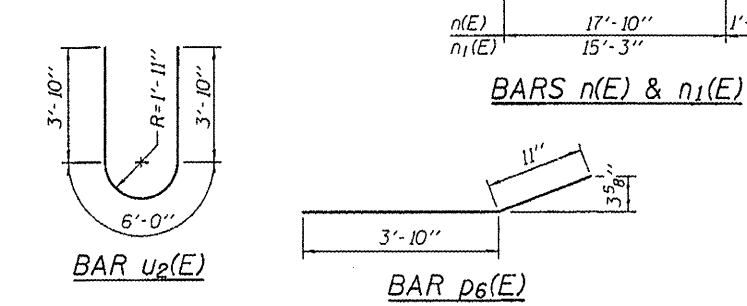 n(E) 17'-10" 1'-
n1(E) 15'-3"
BARS n(E) & n1(E)
3'-10"
R=1'-11"
3'-10"
6'-0"
BAR u2(E)
11"
3 5/8"
3'-10"
BAR p6(E)